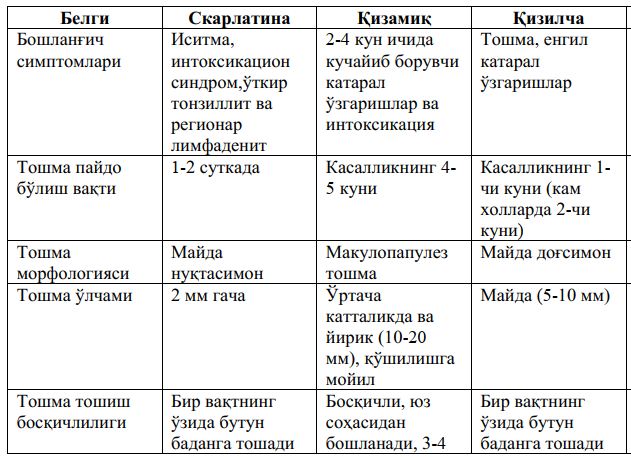 Белги Скарлатина Қизамиқ Қизилча
Бошланғич
симптомлари
Иситма,
интоксикацион
синдром,ўткир
тонзиллит ва
регионар
лимфаденит
2-4 кун ичида
кучайиб борувчи
катарал
ўзгаришлар ва
интоксикация
Тошма, енгил
катарал
ўзгаришлар
Тошма пайдо
бўлиш вақти
1-2 суткада
Касалликнинг 4-
5 куни
Касалликнинг 1-
чи куни (кам
холларда 2-чи
куни)
Тошма
морфологияси
Майда
нуқтасимон
Макулопапулез
тошма
Майда доғсимон
Тошма ўлчами
2 мм гача
Ўртача
катталикда ва
йирик (10-20
мм), қўшилишга
мойил
Майда (5-10 мм)
Тошма тошиш
босқичлилиги
Бир вақтнинг
ўзида бутун
баданга тошади
Босқичли, юз
соҳасидан
бошланади, 3-4
Бир вақтнинг
ўзида бутун
баданга тошади